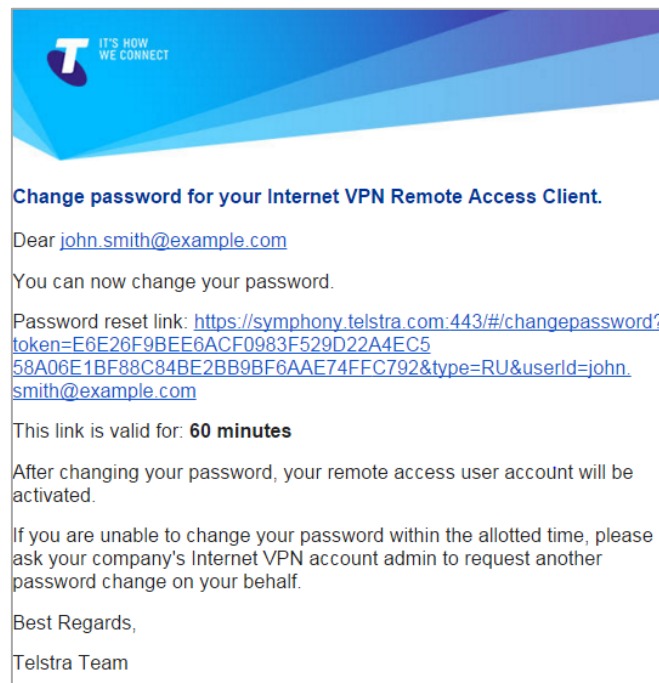 T IT'S HOW
WE CONNECT
Change password for your Internet VPN Remote Access Client.
Dear john.smith@example.com
You can now change your password.
Password reset link: https://symphony.telstra.com:443/#/changepassword?
token=E6E26F9BEE6ACF0983F529D22A4EC5
58A06E1BF88C84BE2BB9BF6AAE74FFC792&type=RU&userId=john.
smith@example.com
This link is valid for: 60 minutes
After changing your password, your remote access user account will be
activated.
If you are unable to change your password within the allotted time, please
ask your company's Internet VPN account admin to request another
password change on your behalf.
Best Regards,
Telstra Team